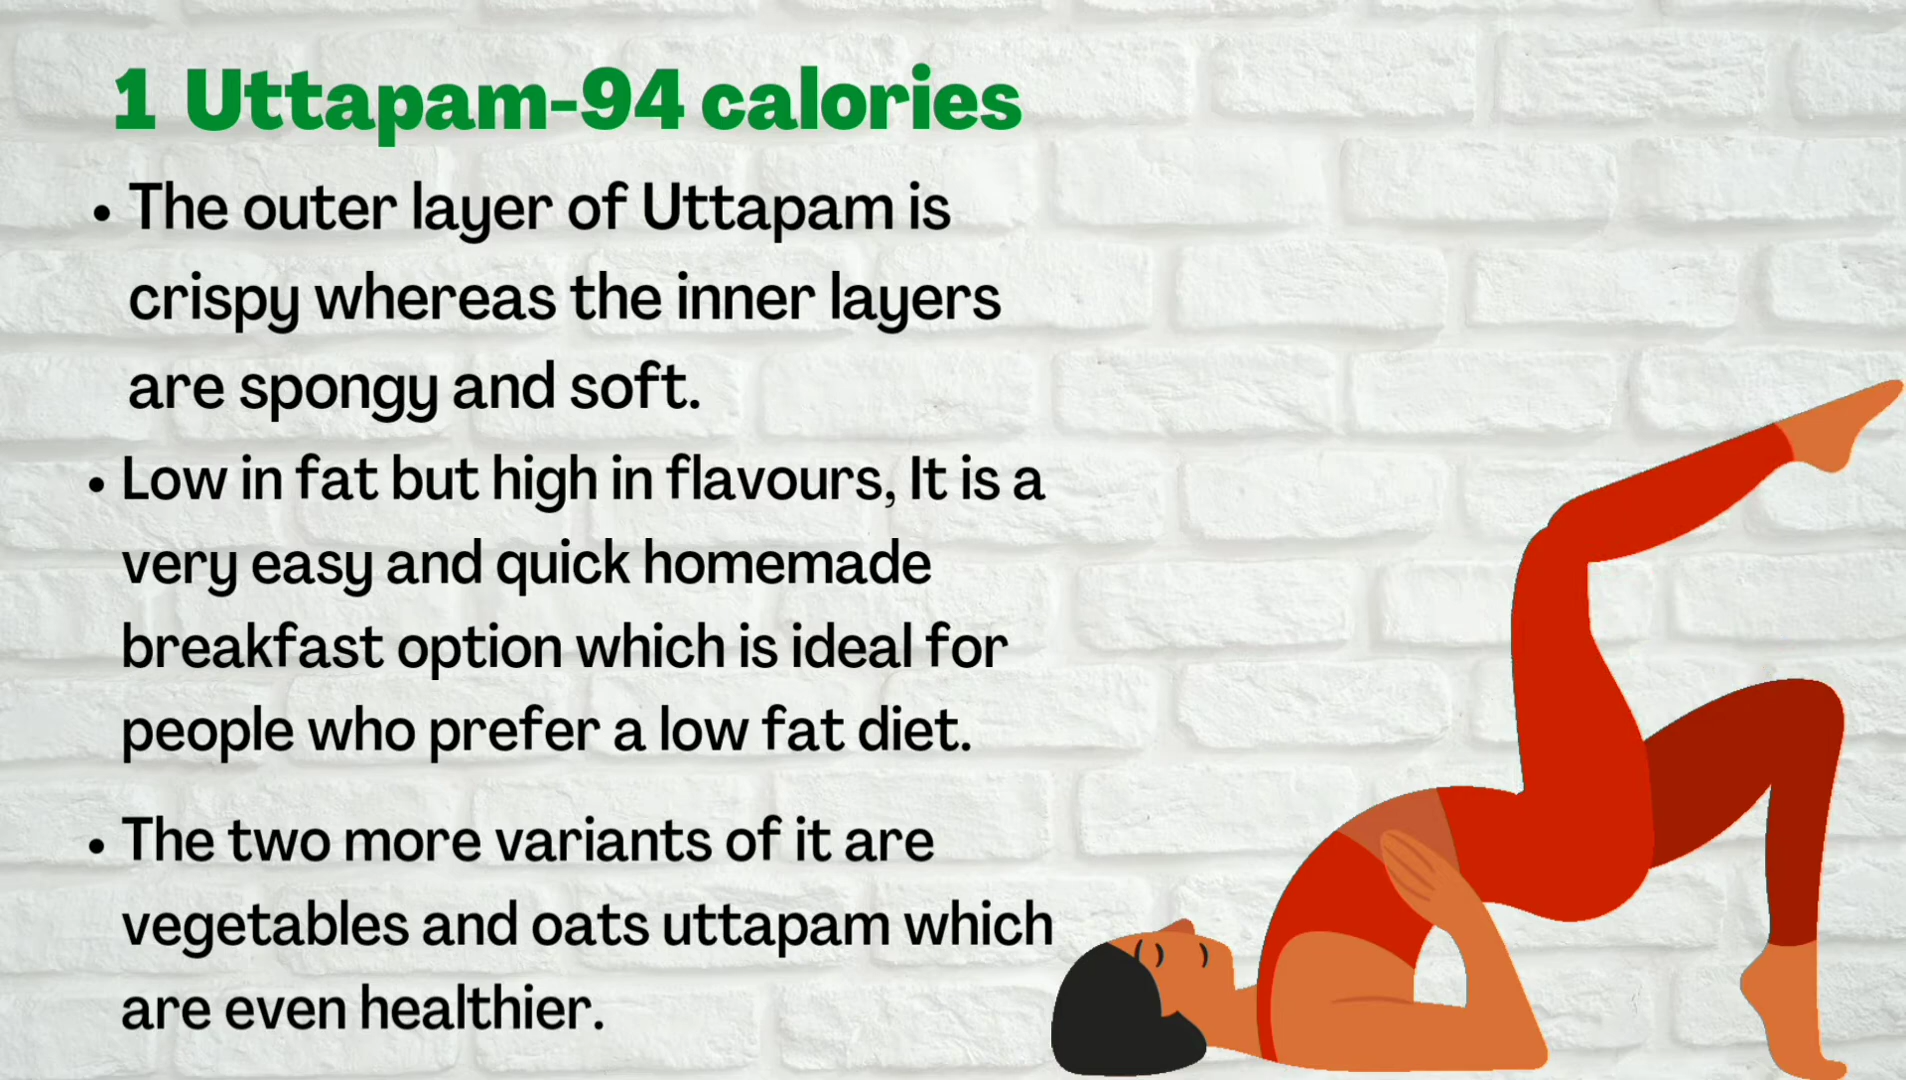 1 Uttapam-94 calories
• The outer layer of Uttapam is
crispy whereas the inner layers
are spongy and soft.
• Low in fat but high in flavours, It is a
very easy and quick homemade
breakfast option which is ideal for
people who prefer a low fat diet.
• The two more variants of it are
vegetables and oats uttapam which
are even healthier.